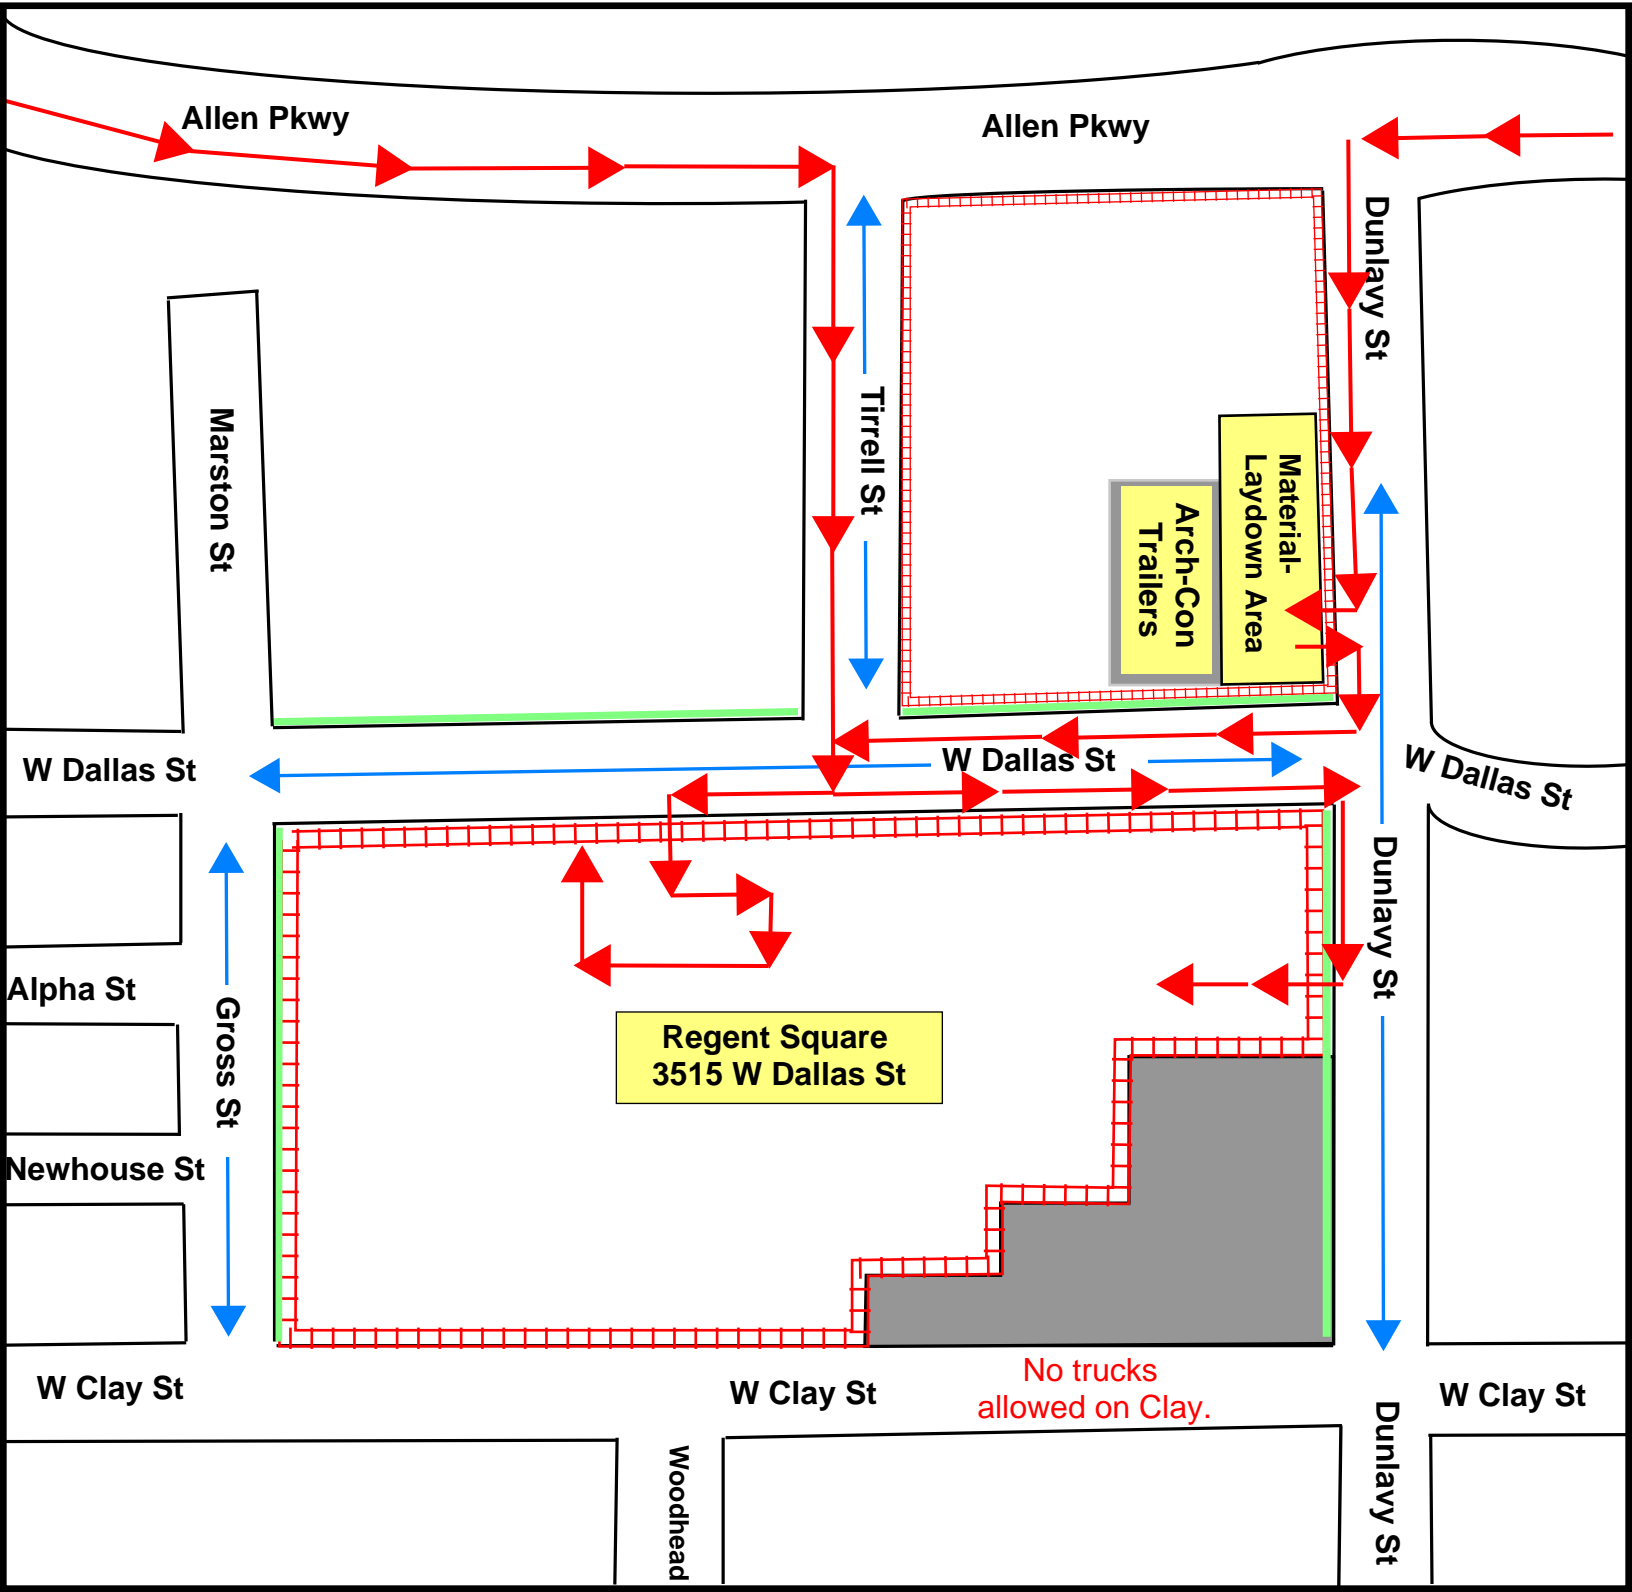 Allen Pkwy
Allen Pkwy
Dunlavy St
Marston St
Tirrell St
Material-
Laydown Area
Arch-Con
Trailers
W Dallas St
W Dallas St
W Dallas St
Dunlavy St
Alpha St
Gross St
Regent Square
3515 W Dallas St
Newhouse St
W Clay St
W Clay St
No trucks
allowed on Clay.
W Clay St
Dunlavy St
Woodhead